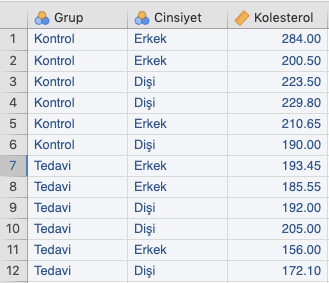 Grup Cinsiyet Kolesterol
1 Kontrol Erkek 284.00
2 Kontrol Erkek 200.50
3 Kontrol Dişi 223.50
4 Kontrol Dişi 229.80
5 Kontrol Erkek 210.65
6 Kontrol Dişi 190.00
7 Tedavi Erkek 193.45
8 Tedavi Erkek 185.55
9 Tedavi Dişi 192.00
10 Tedavi Dişi 205.00
11 Tedavi Erkek 156.00
12 Tedavi Dişi 172.10